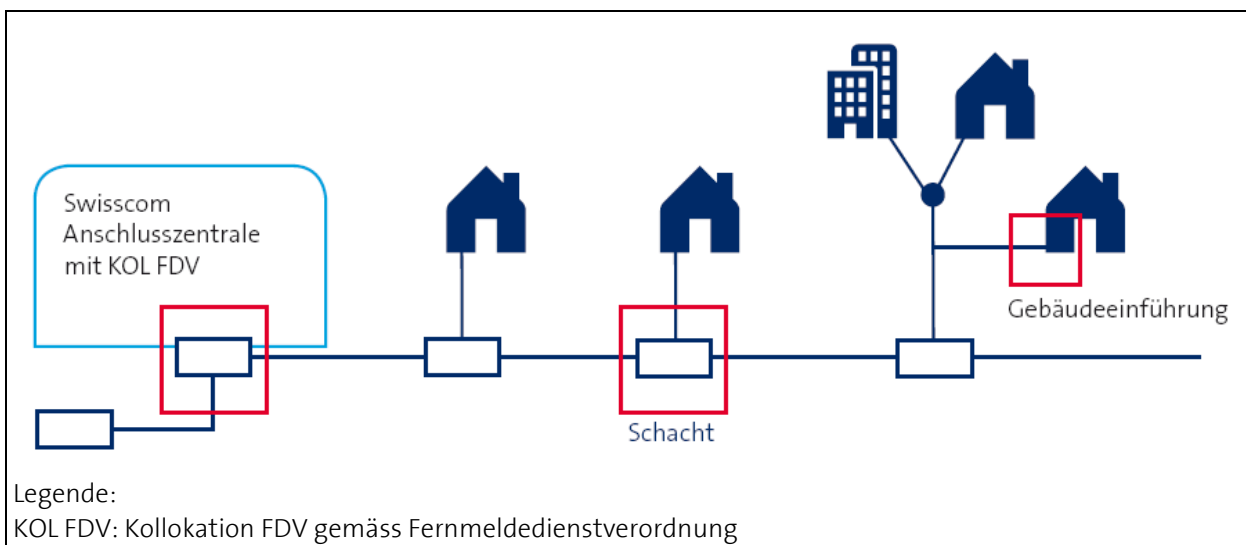 Swisscom
Anschlusszentrale
mit KOL FDV
Gebäudeeinführung
Schacht
Legende:
KOL FDV: Kollokation FDV gemäss Fernmeldedienstverordnung